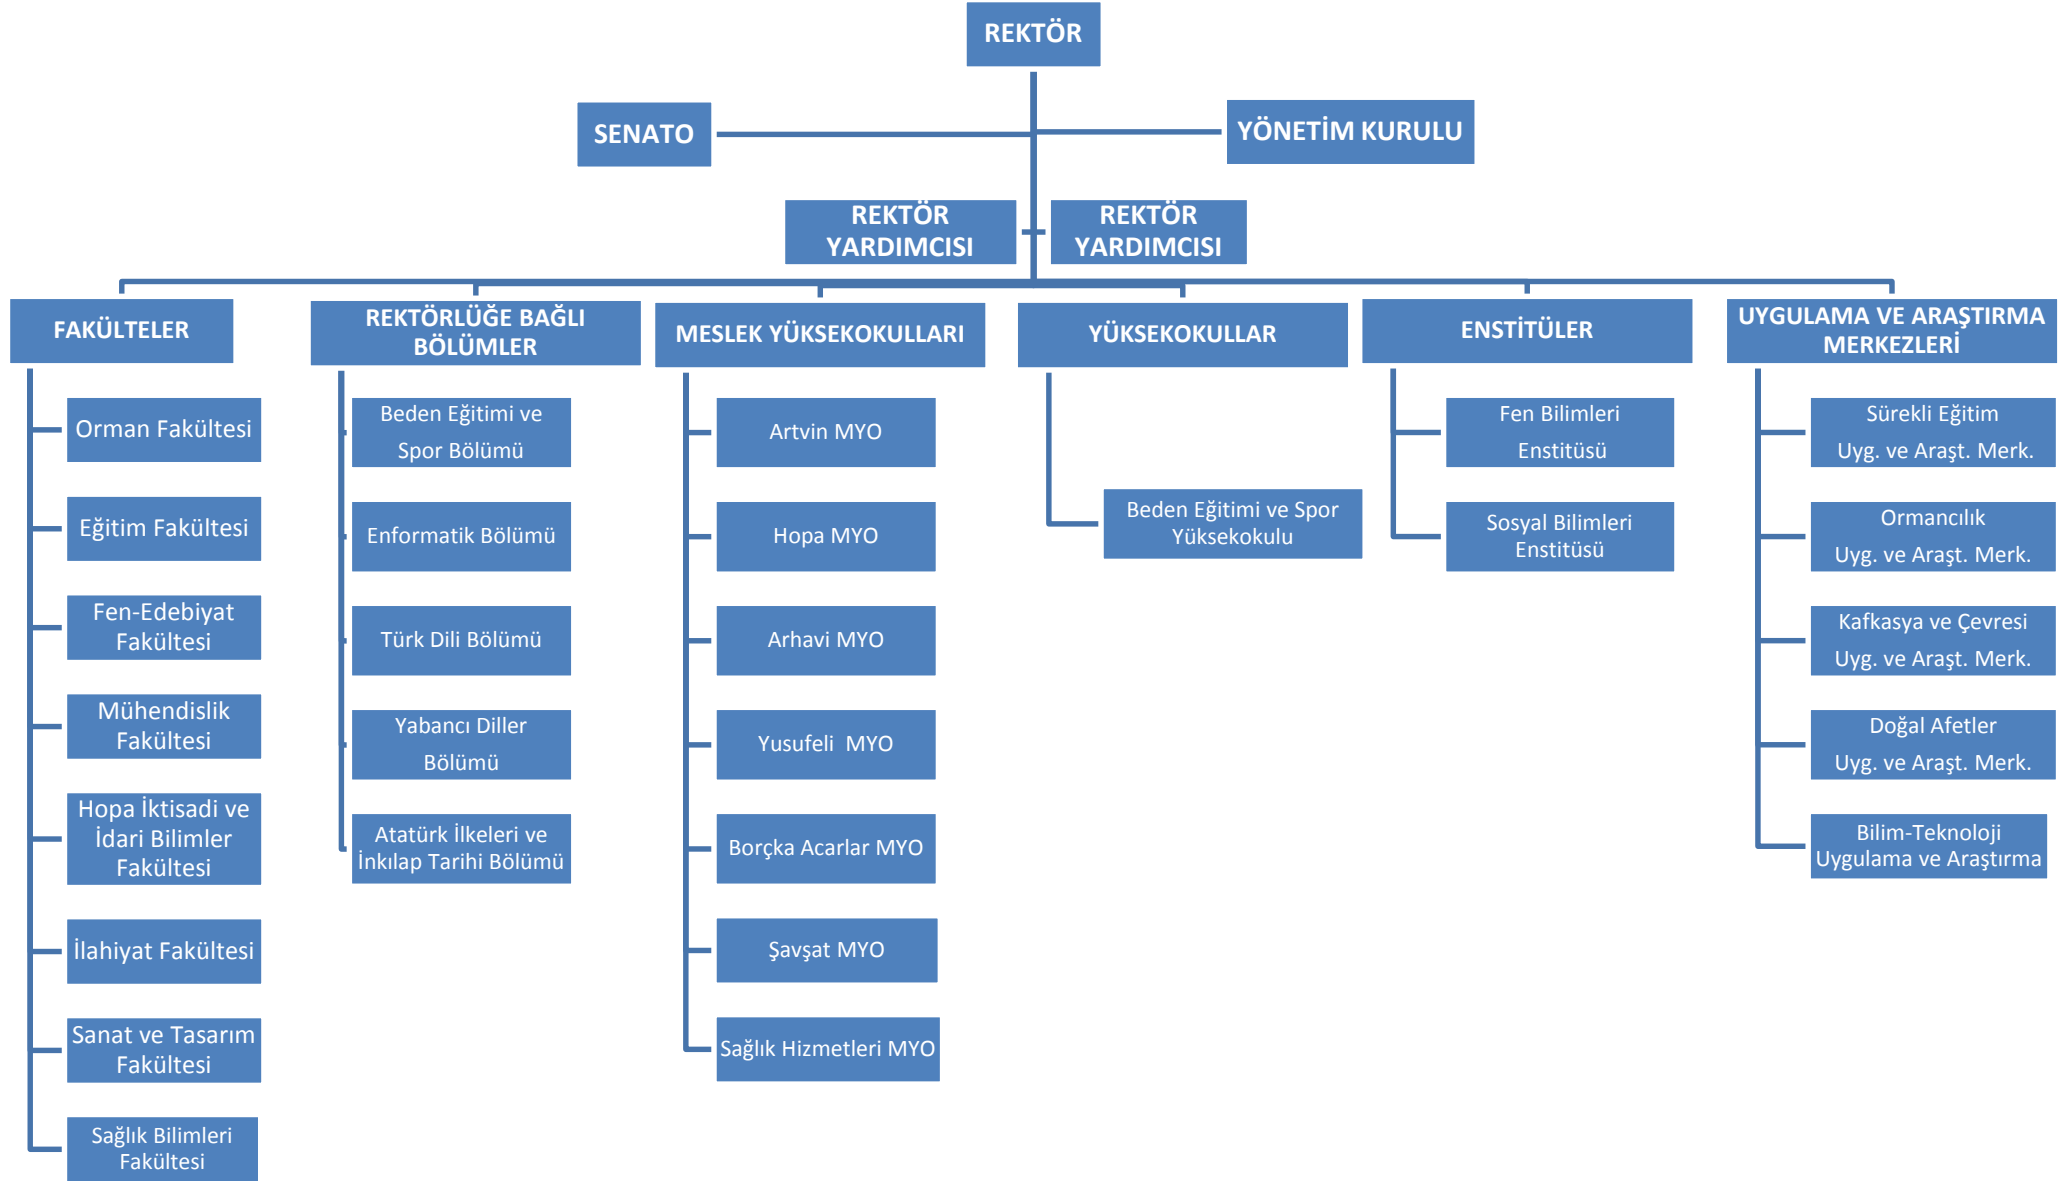 REKTÖR
SENATO
YÖNETİM KURULU
REKTÖR
YARDIMCISI
REKTÖR
YARDIMCISI
FAKÜLTELER
Orman Fakültesi
Eğitim Fakültesi
Fen-Edebiyat
Fakültesi
Mühendislik
Fakültesi
Hopa İktisadi ve
İdari Bilimler
Fakültesi
İlahiyat Fakültesi
Sanat ve Tasarım
Fakültesi
Sağlık Bilimleri
Fakültesi
REKTÖRLÜĞE BAĞLI
BÖLÜMLER
Beden Eğitimi ve
Spor Bölümü
Enformatik Bölümü
Türk Dili Bölümü
Yabancı Diller
Bölümü
Atatürk İlkeleri ve
İnkılap Tarihi Bölümü
MESLEK YÜKSEKOKULLARI
Artvin MYO
Hopa MYO
Arhavi MYO
Yusufeli  MYO
Borçka Acarlar MYO
Şavşat MYO
Sağlık Hizmetleri MYO
YÜKSEKOKULLAR
Beden Eğitimi ve Spor
Yüksekokulu
ENSTİTÜLER
Fen Bilimleri
Enstitüsü
Sosyal Bilimleri
Enstitüsü
UYGULAMA VE ARAŞTIRMA
MERKEZLERİ
Sürekli Eğitim
Uyg. ve Araşt. Merk.
Ormancılık
Uyg. ve Araşt. Merk.
Kafkasya ve Çevresi
Uyg. ve Araşt. Merk.
Doğal Afetler
Uyg. ve Araşt. Merk.
Bilim-Teknoloji
Uygulama ve Araştırma